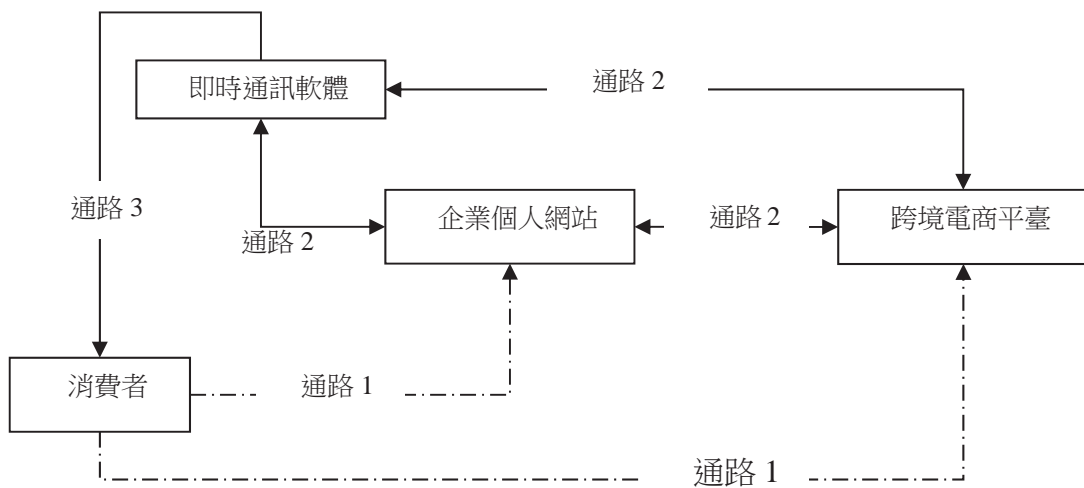 即時通訊軟體
通路 2
通路 3
企業個人網站
通路 2
跨境電商平臺
通路 2
消費者
通路 1
通路 1